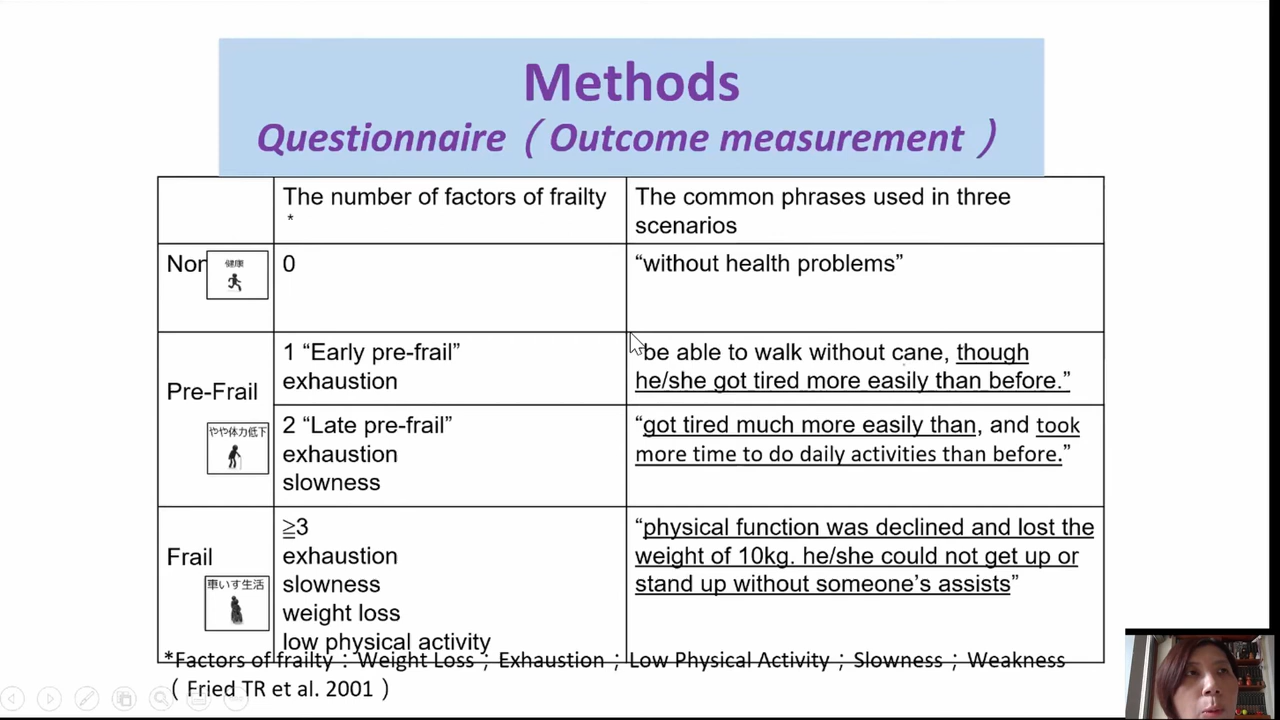 Methods
Questionnaire（Outcome measurement）
The number of factors of frailty
*
The common phrases used in three
scenarios
Nor
健康
0
“without health problems”
Pre-Frail
やや体力低下
1 “Early pre-frail”
exhaustion
be able to walk without cane, though
he/she got tired more easily than before.”
2 “Late pre-frail”
exhaustion
slowness
“got tired much more easily than, and took
more time to do daily activities than before.”
Frail
車いす生活
≧3
exhaustion
slowness
weight loss
low physical activity
“physical function was declined and lost the
weight of 10kg. he/she could not get up or
stand up without someone’s assists”
*Factors of frailty：Weight Loss；Exhaustion；Low Physical Activity；Slowness；Weakness
（Fried TR et al. 2001）